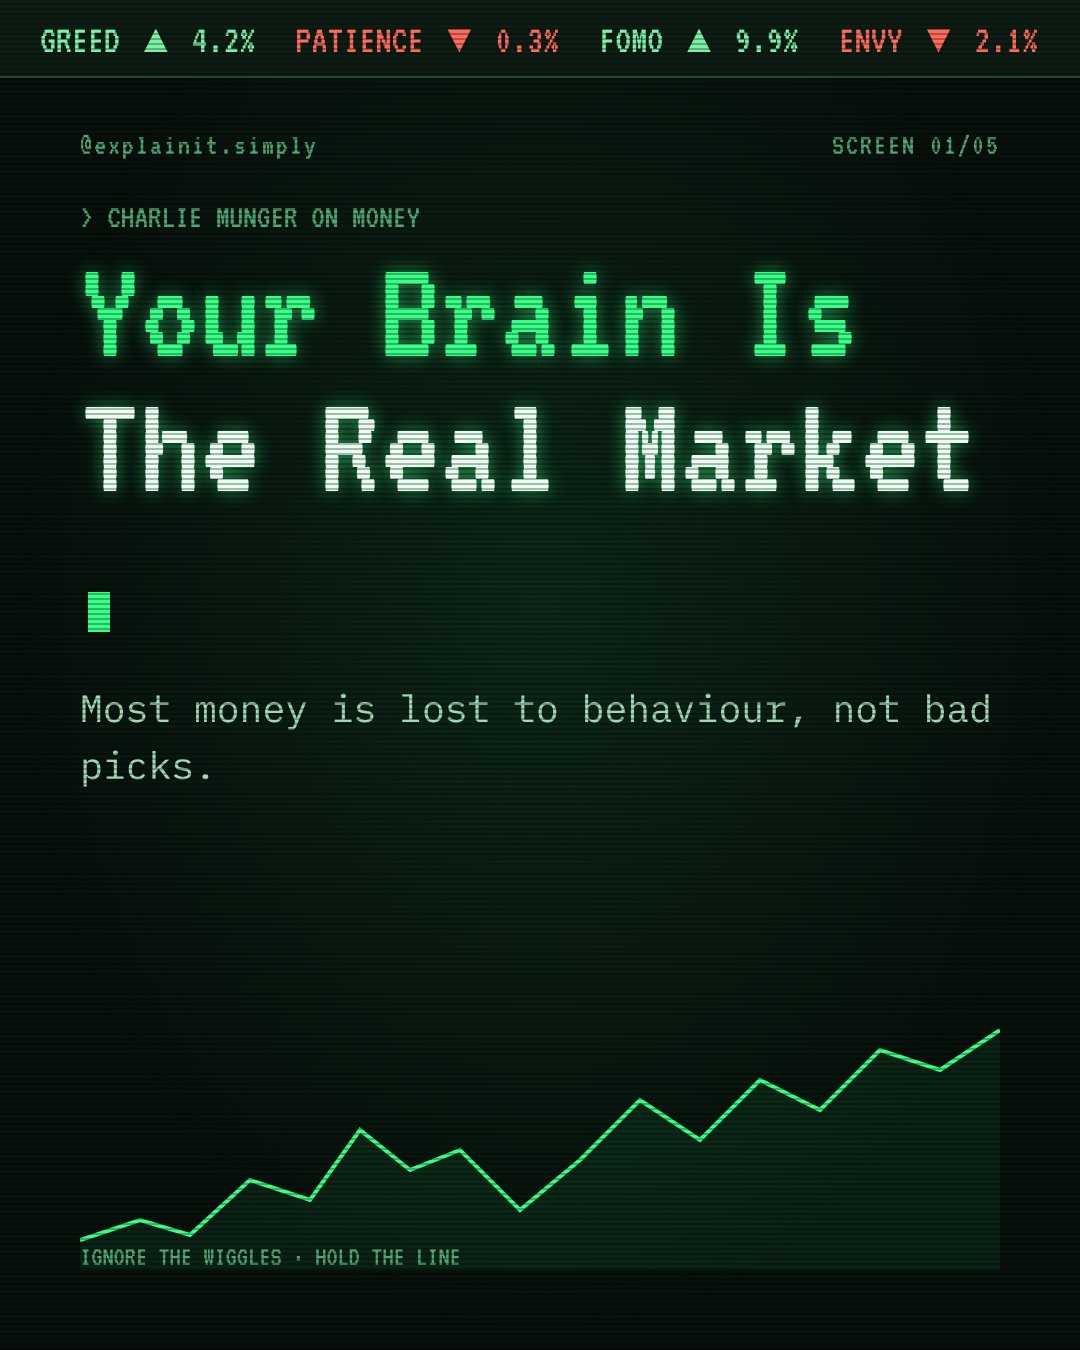 GREED ▲ 4.2% PATIENCE ▼ 0.3% FOMO ▲ 9.9% ENVY ▼ 2.1%
@explainit.simply SCREEN 01/05
> CHARLIE MUNGER ON MONEY
Your Brain Is
The Real Market
Most money is lost to behaviour, not bad
picks.
IGNORE THE WIGGLES · HOLD THE LINE